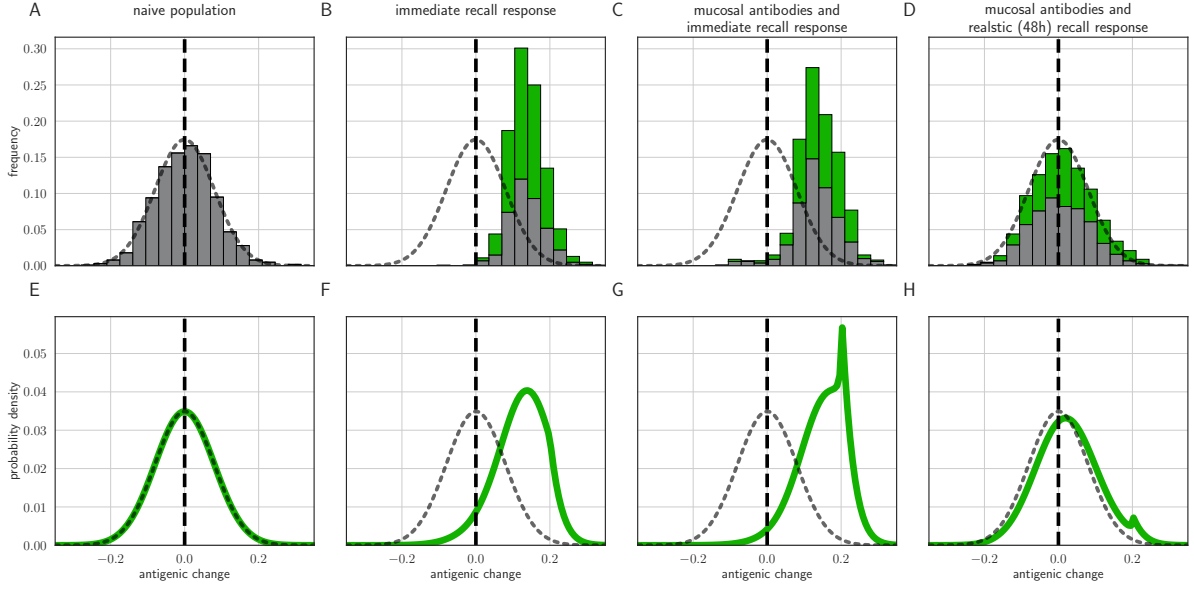 A
naive population
B
immediate recall response
C
mucosal antibodies and
immediate recall response
D
mucosal antibodies and
realstic (48h) recall response
frequency
0.30
0.25
0.20
0.15
0.10
0.05
0.00
E
F
G
H
probability density
0.05
0.04
0.03
0.02
0.01
0.00
−0.2
0.0
0.2
antigenic change
−0.2
0.0
0.2
antigenic change
−0.2
0.0
0.2
antigenic change
−0.2
0.0
0.2
antigenic change